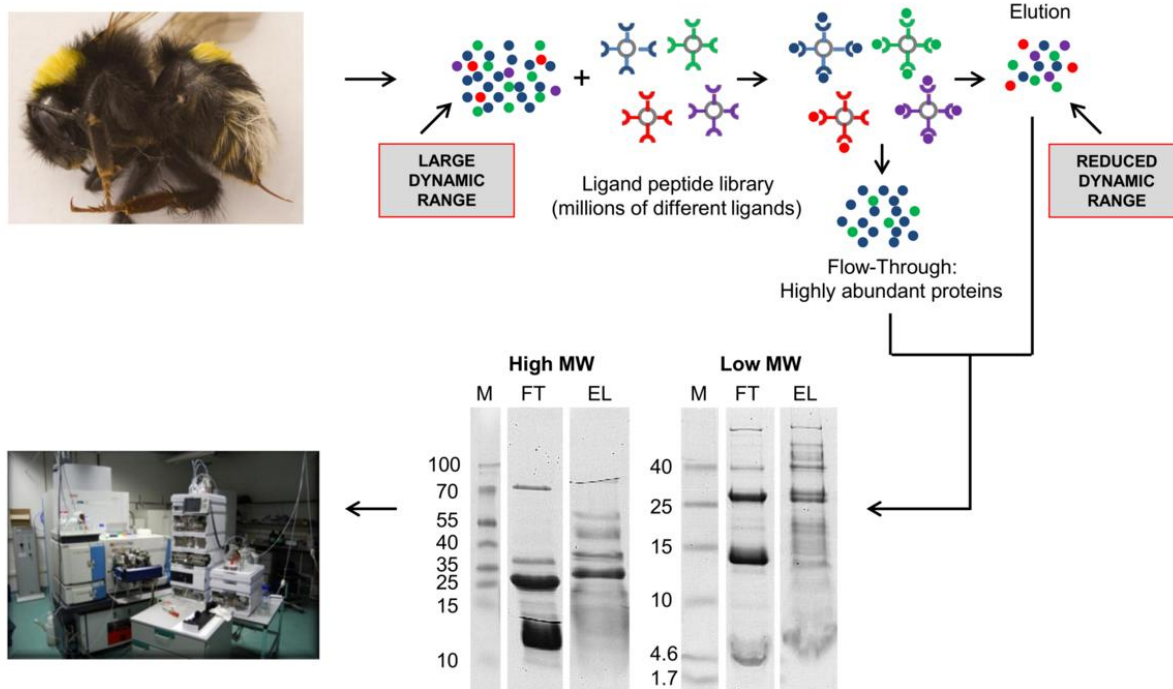 Elution
+
LARGE
DYNAMIC
RANGE
Ligand peptide library
(millions of different ligands)
REDUCED
DYNAMIC
RANGE
Flow-Through:
Highly abundant proteins
High MW
M FT EL
100
70
55
40
35
25
15
10
Low MW
M FT EL
40
25
15
10
4.6
1.7